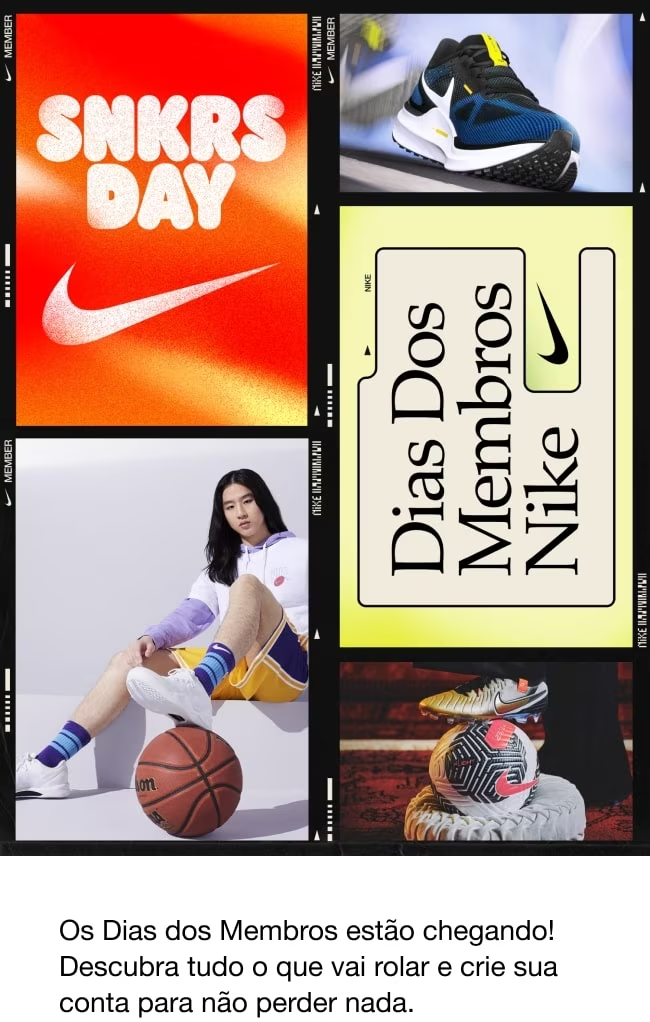 MEMBER
SNKRS
DAY
MEMBER
NIKE
Dias Dos
Membros
Nike
MEMBER
Os Dias dos Membros estão chegando!
Descubra tudo o que vai rolar e crie sua
conta para não perder nada.